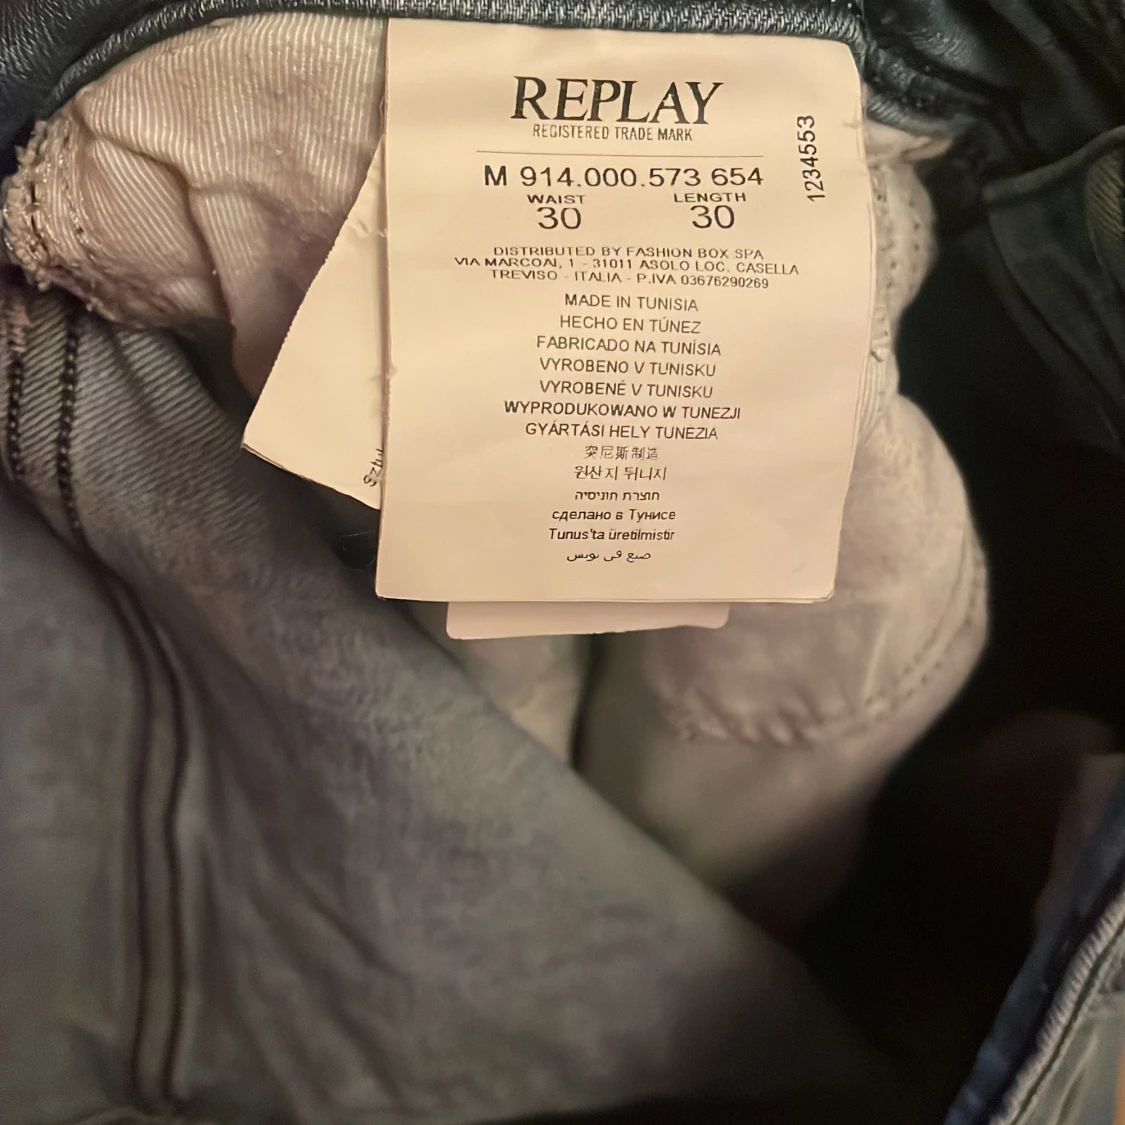 REPLAY
REGISTERED TRADE MARK
1234553
M 914.000.573 654
WAIST LENGTH
30 30
DISTRIBUTED BY FASHION BOX SPA
VIA MARCOAI, 1 - 31011 ASOLO LOC. CASELLA
TREVISO - ITALIA - P.IVA 03676290269
MADE IN TUNISIA
HECHO EN TÚNEZ
FABRICADO NA TUNÍSIA
VYROBENO V TUNISKU
VYROBENÉ V TUNISKU
WYPRODUKOWANO W TUNEZJI
GYÁRTÁSI HELY TUNEZIA
突尼斯制造
원산지 튀니지
תוצרת תוניסיה
сделано в Тунисе
Tunus'ta üretilmistir
صنع في تونس